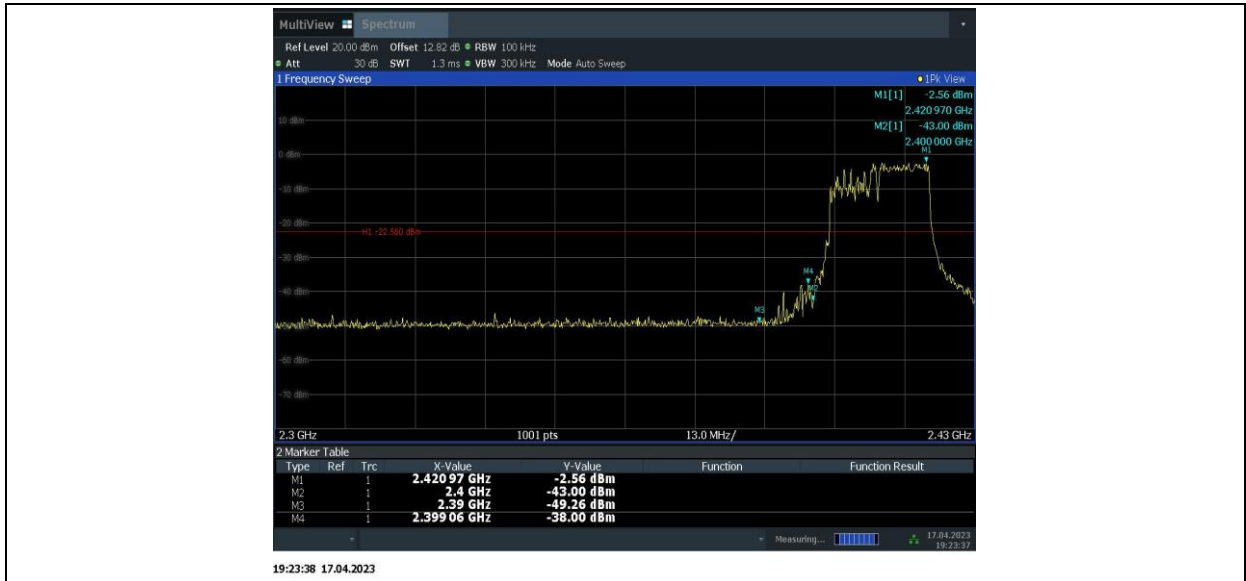 MultiView Spectrum
Ref Level 20.00 dBm Offset 12.82 dB RBW 100 kHz
Att 30 dB SWT 1.3 ms VBW 300 kHz Mode Auto Sweep
1 Frequency Sweep 1Pk View
M1[1] -2.56 dBm
2.420 970 GHz
10 dBm
M2[1] -43.00 dBm
2.400 000 GHz
M1
0 dBm
-10 dBm
-20 dBm
H1 -22.560 dBm
-30 dBm
M4
-40 dBm
M2
M3
-60 dBm
-70 dBm
2.3 GHz 1001 pts 13.0 MHz/ 2.43 GHz
2 Marker Table
Type Ref Trc X-Value Y-Value Function Function Result
M1 1 2.420 97 GHz -2.56 dBm
M2 1 2.4 GHz -43.00 dBm
M3 1 2.39 GHz -49.26 dBm
M4 1 2.399 06 GHz -38.00 dBm
Measuring... 17.04.2023
19:23:37
19:23:38 17.04.2023